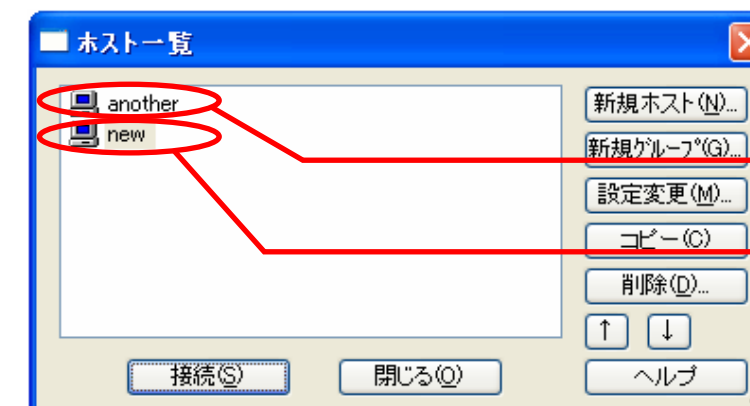 ホスト一覧
another
new
新規ホスト(N)...
新規グループ(G)...
設定変更(M)...
コピー(C)
削除(D)...
↑ ↓
接続(S) 閉じる(O) ヘルプ